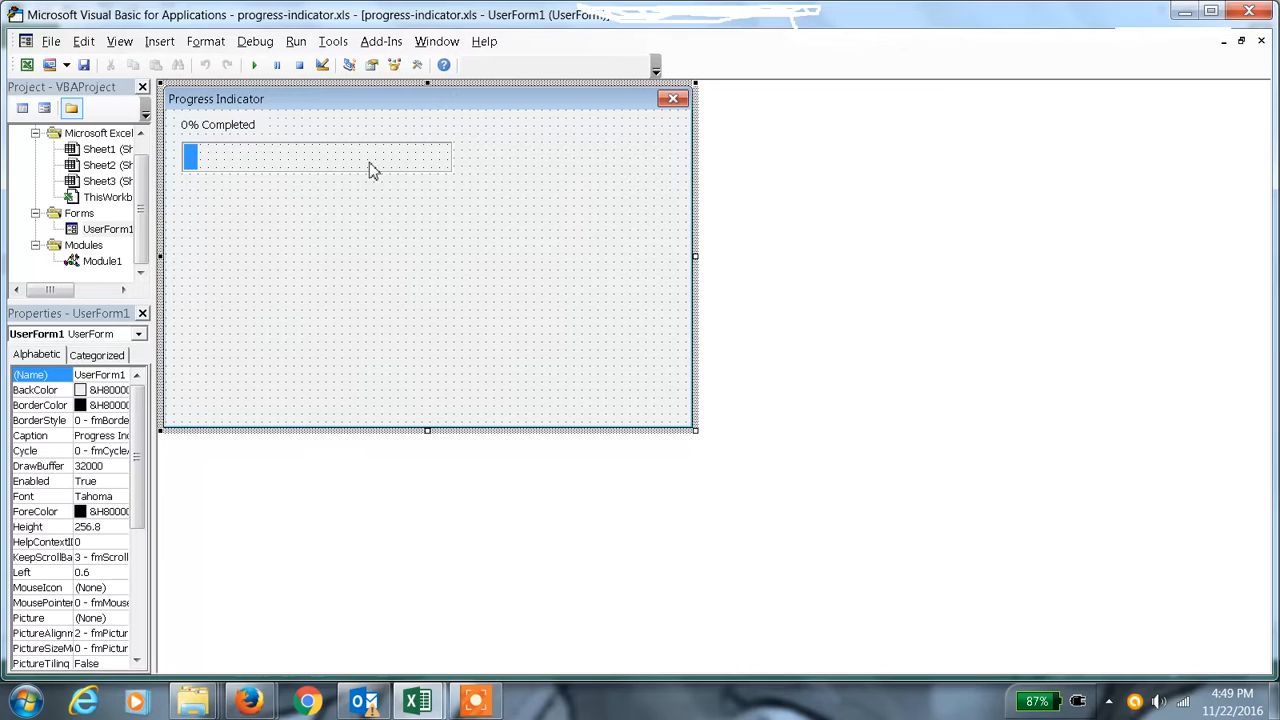 Microsoft Visual Basic for Applications - progress-indicator.xls - progress-indicator.xls - UserForm1 (UserForm)
File Edit View Insert Format Debug Run Tools Add-Ins Window Help
Project - VBAProject
Microsoft Excel
Sheet1 (Sh
Sheet2 (Sh
Sheet3 (Sh
ThisWorkb
Forms
UserForm1
Modules
Module1
Properties - UserForm1
UserForm1 UserForm
Alphabetic Categorized
(Name) UserForm1
BackColor &H80000
BorderColor &H80000
BorderStyle 0 - fmBorde
Caption Progress Ind
Cycle 0 - fmCycle
DrawBuffer 32000
Enabled True
Font Tahoma
ForeColor &H80000
Height 256.8
HelpContextI 0
KeepScrollBa 3 - fmScroll
Left 0.6
MouseIcon (None)
MousePointer 0 - fmMouse
Picture (None)
PictureAlignm 2 - fmPictur
PictureSizeMo 0 - fmPictur
PictureTiling False
Progress Indicator
0% Completed
87%
4:49 PM
11/22/2016